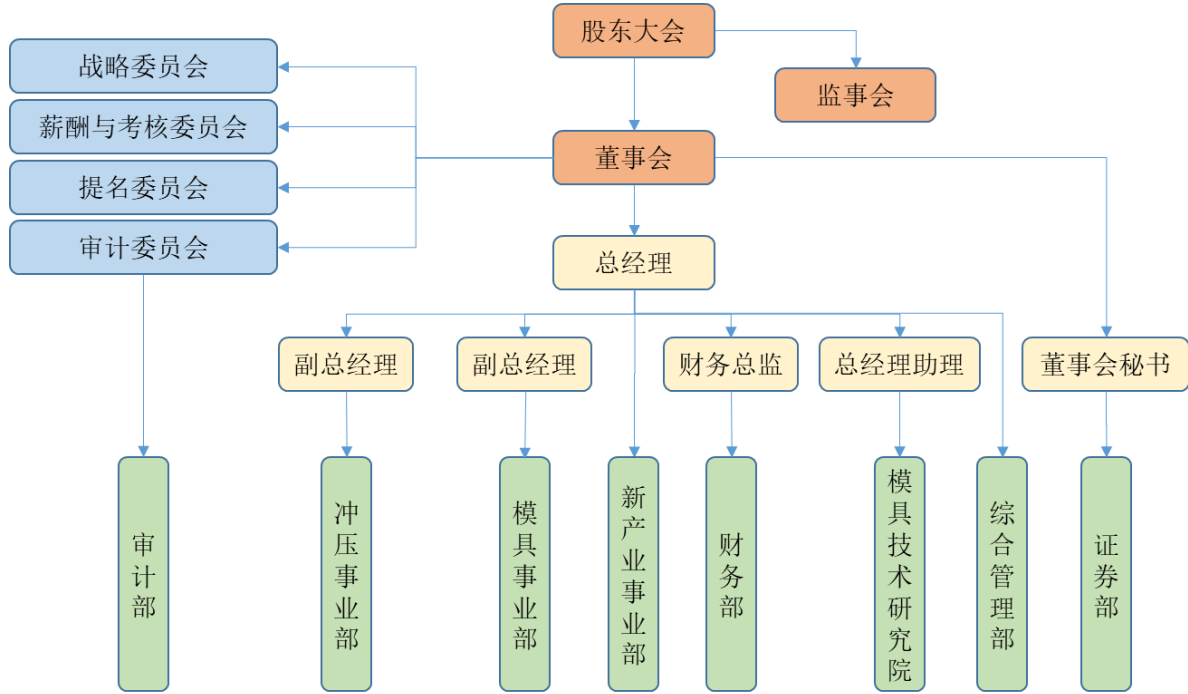 股东大会
战略委员会
监事会
薪酬与考核委员会
董事会
提名委员会
审计委员会
总经理
副总经理
副总经理
财务总监
总经理助理
董事会秘书
审计部
冲压事业部
模具事业部
新产业事业部
财务部
模具技术研究院
综合管理部
证券部